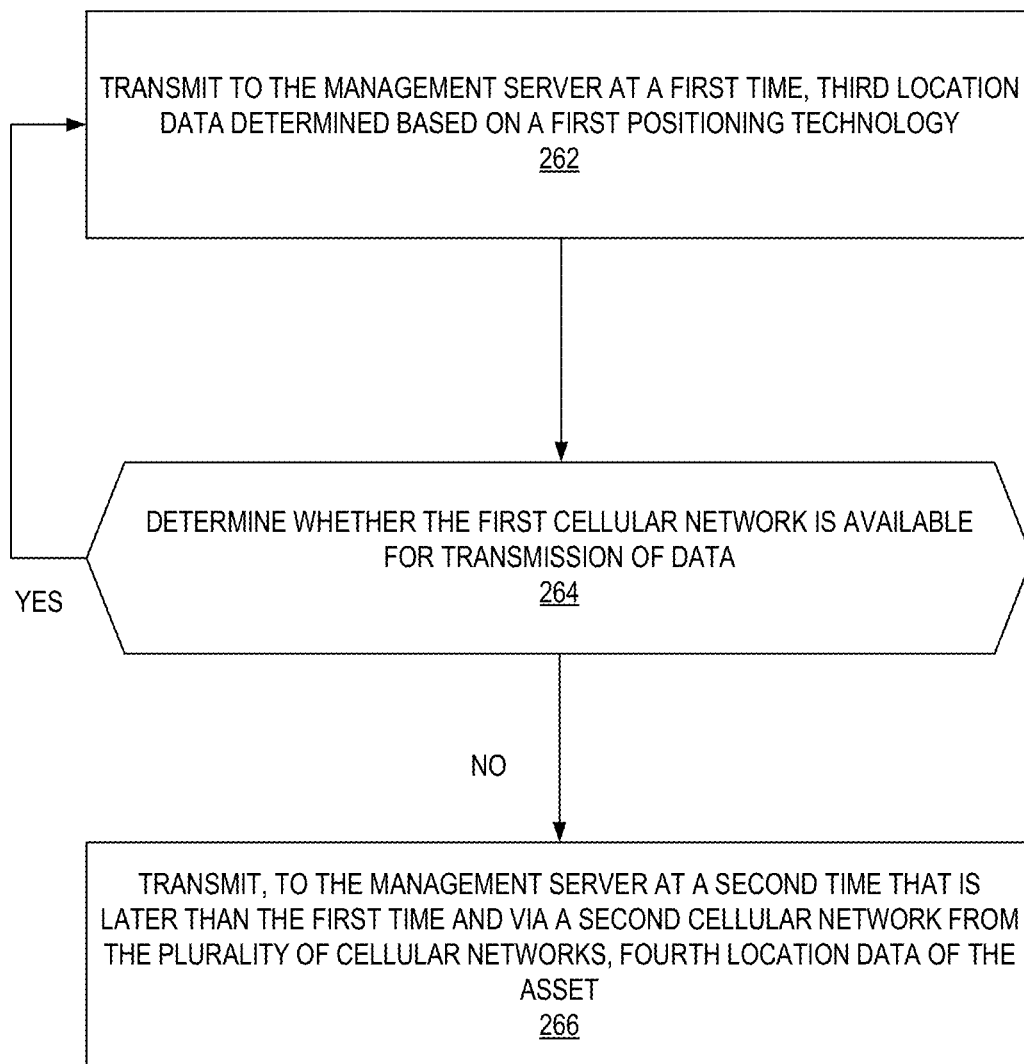 TRANSMIT TO THE MANAGEMENT SERVER AT A FIRST TIME, THIRD LOCATION
DATA DETERMINED BASED ON A FIRST POSITIONING TECHNOLOGY
262
DETERMINE WHETHER THE FIRST CELLULAR NETWORK IS AVAILABLE
FOR TRANSMISSION OF DATA
264
YES
NO
TRANSMIT, TO THE MANAGEMENT SERVER AT A SECOND TIME THAT IS
LATER THAN THE FIRST TIME AND VIA A SECOND CELLULAR NETWORK FROM
THE PLURALITY OF CELLULAR NETWORKS, FOURTH LOCATION DATA OF THE
ASSET
266